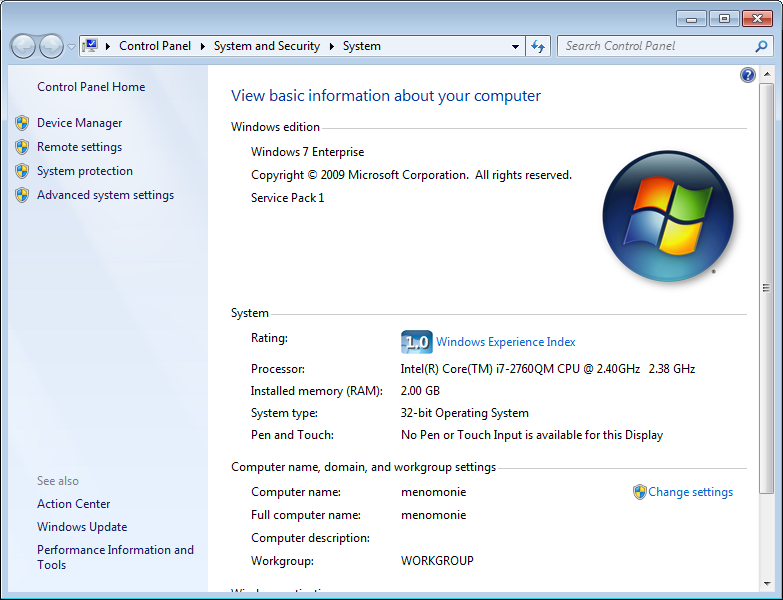 Control Panel
System and Security
System
Search Control Panel
Control Panel Home
Device Manager
Remote settings
System protection
Advanced system settings
See also
Action Center
Windows Update
Performance Information and
Tools
View basic information about your computer
Windows edition
Windows 7 Enterprise
Copyright © 2009 Microsoft Corporation.  All rights reserved.
Service Pack 1
System
Rating:
1,0 Windows Experience Index
Processor: Intel(R) Core(TM) i7-2760QM CPU @ 2.40GHz  2.38 GHz
Installed memory (RAM): 2.00 GB
System type: 32-bit Operating System
Pen and Touch: No Pen or Touch Input is available for this Display
Computer name, domain, and workgroup settings
Computer name: menomonie
Change settings
Full computer name: menomonie
Computer description:
Workgroup: WORKGROUP